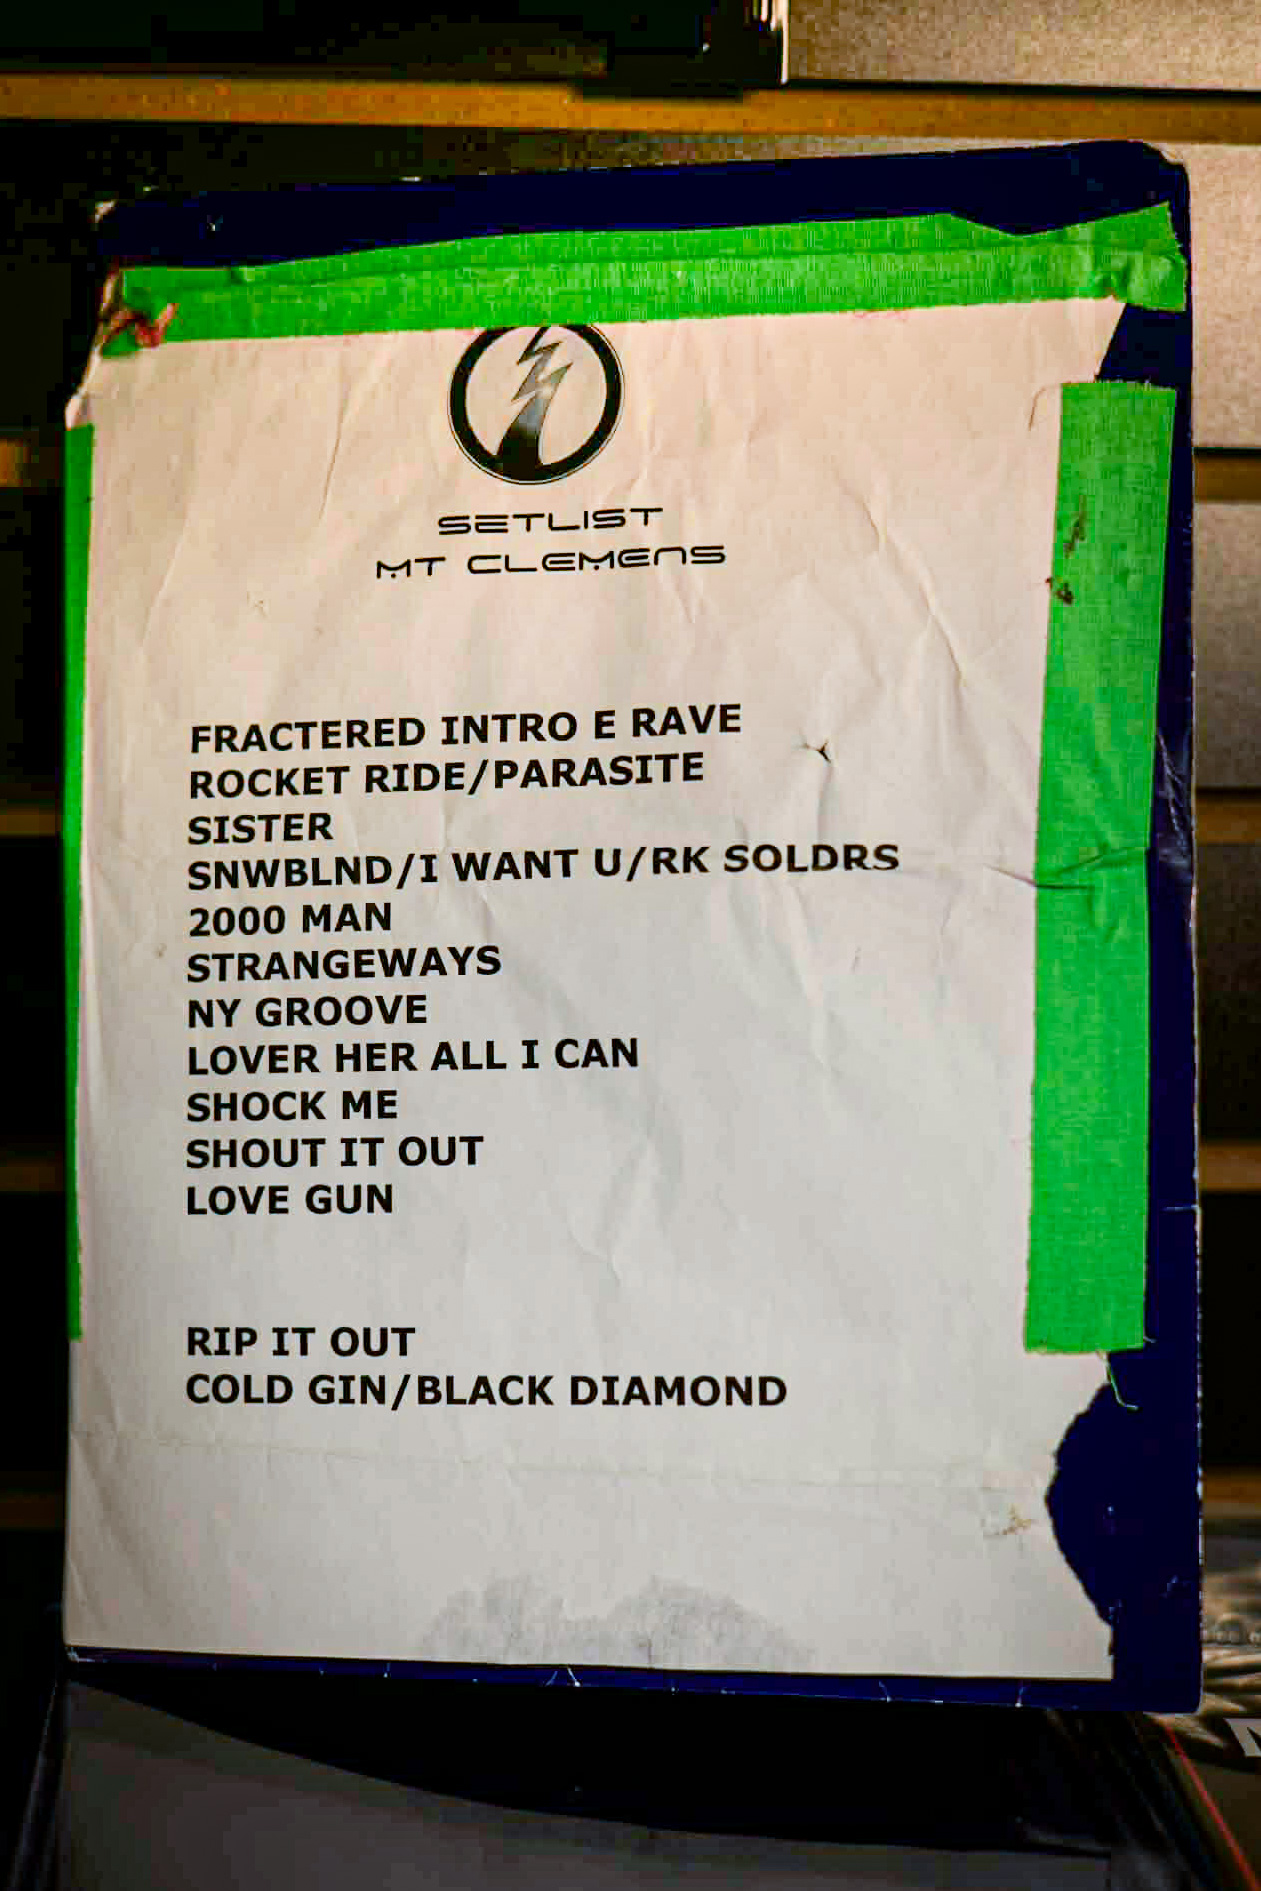 SETLIST
MT CLEMENS
FRACTERED INTRO E RAVE
ROCKET RIDE/PARASITE
SISTER
SNWBLND/I WANT U/RK SOLDRS
2000 MAN
STRANGEWAYS
NY GROOVE
LOVER HER ALL I CAN
SHOCK ME
SHOUT IT OUT
LOVE GUN
RIP IT OUT
COLD GIN/BLACK DIAMOND